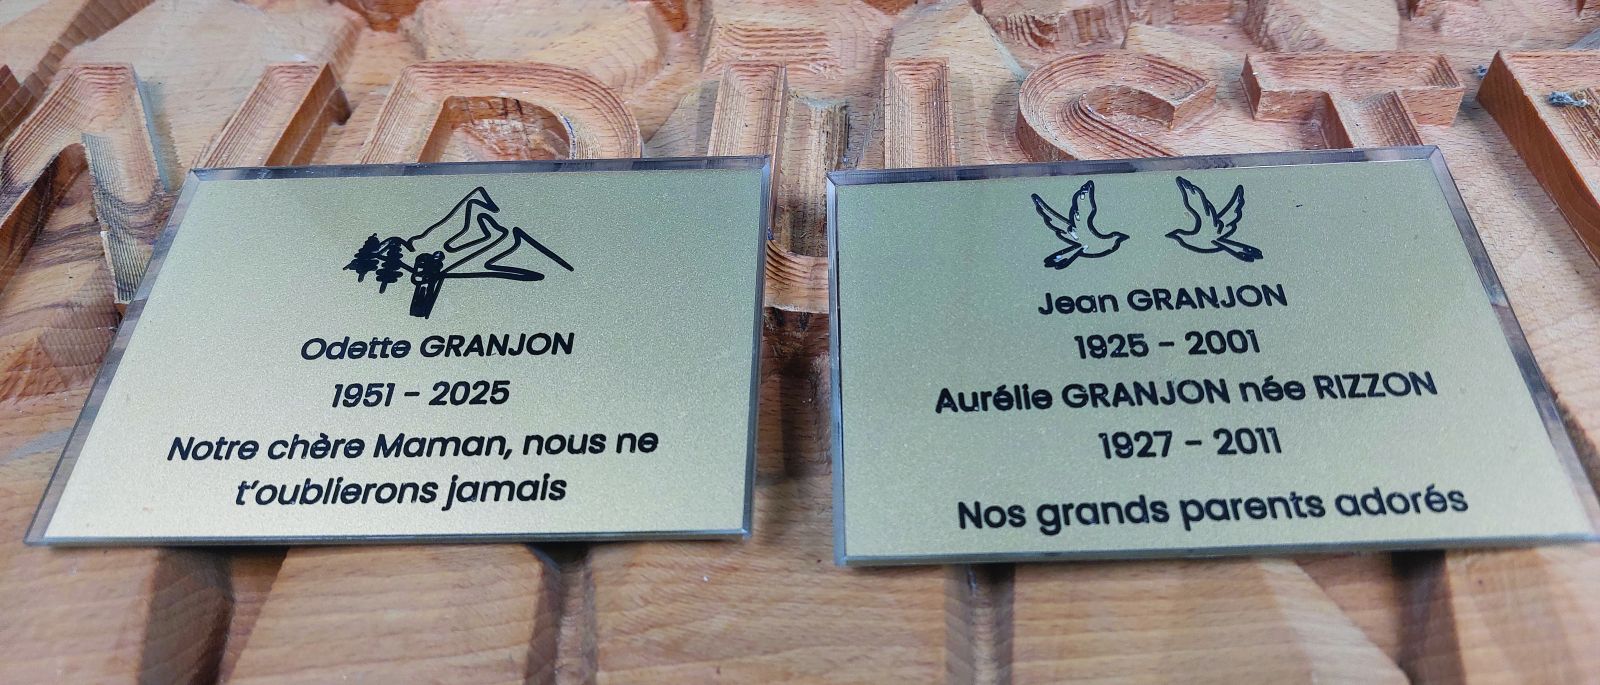 Odette GRANJON
1951 - 2025
Notre chère Maman, nous ne
t'oublierons jamais
Jean GRANJON
1925 - 2001
Aurélie GRANJON née RIZZON
1927 - 2011
Nos grands parents adorés